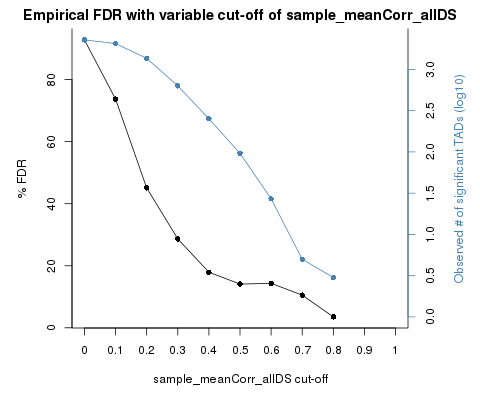 Empirical FDR with variable cut-off of sample_meanCorr_allDS
% FDR
0
20
40
60
80
0 0.1 0.2 0.3 0.4 0.5 0.6 0.7 0.8 0.9 1
sample_meanCorr_allDS cut-off
0.0
0.5
1.0
1.5
2.0
2.5
3.0
Observed # of significant TADs (log10)